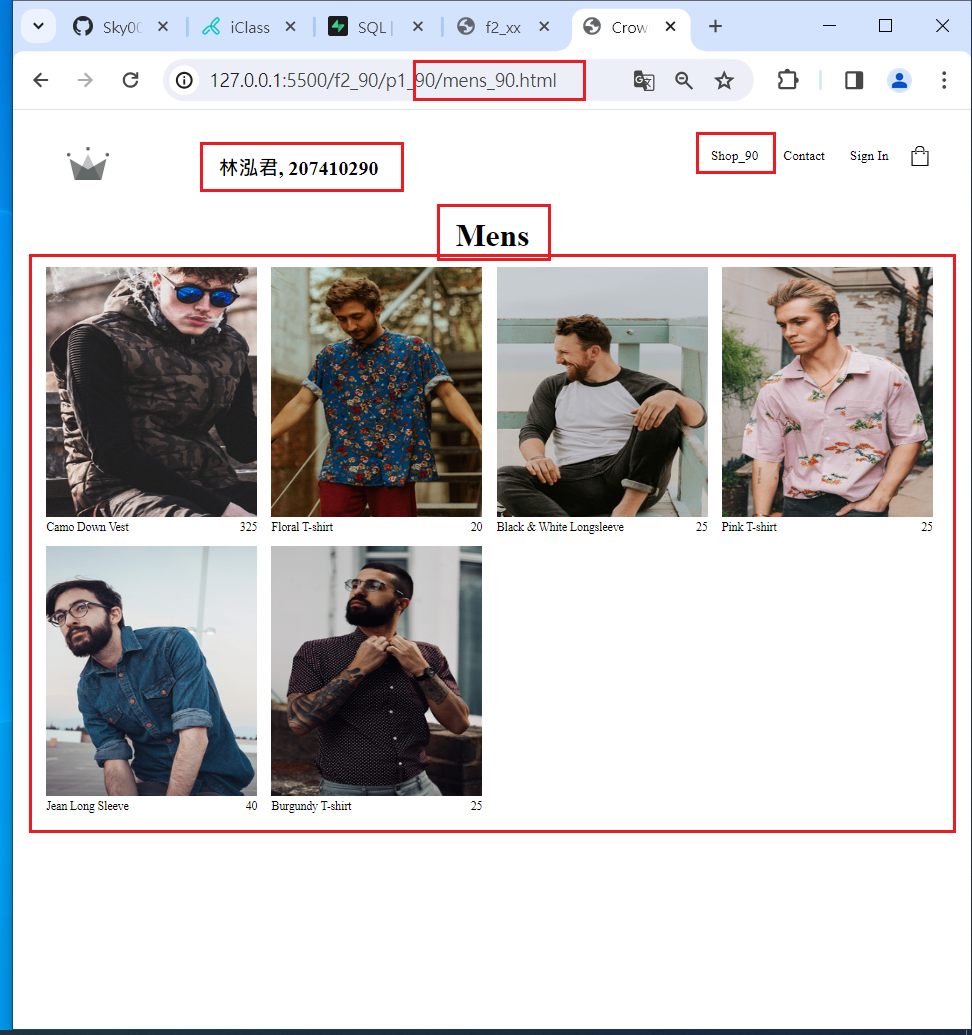 Sky00
iClass
SQL |
f2_xx
Crow
127.0.0.1:5500/f2_90/p1_90/mens_90.html
林泓君, 207410290
Shop_90 Contact Sign In
Mens
Camo Down Vest 325 Floral T-shirt 20 Black & White Longsleeve 25 Pink T-shirt 25
Jean Long Sleeve 40 Burgundy T-shirt 25